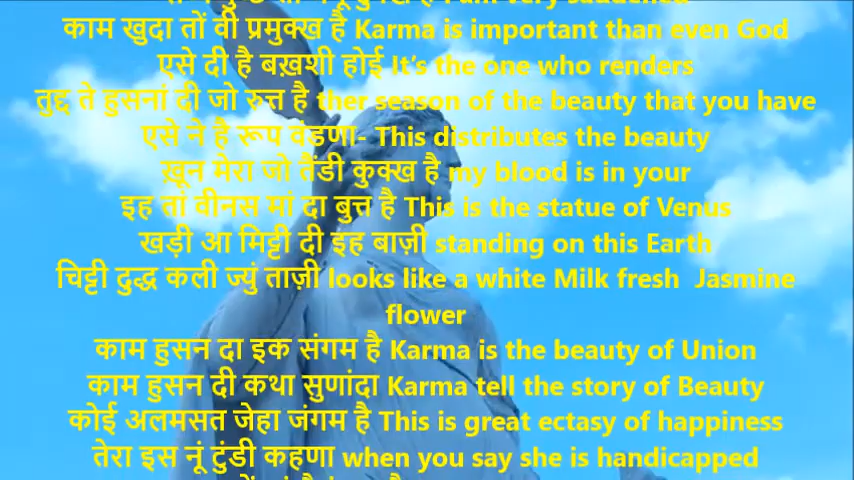 काम खुदा तों वी प्रमुक्ख है Karma is important than even God
एसे दी है बख़शी होई It's the one who renders
तुद्द ते हुसनां दी जो रुत्त है ther season of the beauty that you have
एसे ने है रूप वंडणा- This distributes the beauty
ख़ून मेरा जो तैंडी कुक्ख है my blood is in your
इह तां वीनस मां दा बुत्त है This is the statue of Venus
खड़ी आ मिट्टी दी इह बाज़ी standing on this Earth
चिट्टी दुद्ध कली ज्युं ताज़ी looks like a white Milk fresh Jasmine
flower
काम हुसन दा इक संगम है Karma is the beauty of Union
काम हुसन दी कथा सुणांदा Karma tell the story of Beauty
कोई अलमसत जेहा जंगम है This is great ectasy of happiness
तेरा इस नूं टुंडी कहणा when you say she is handicapped